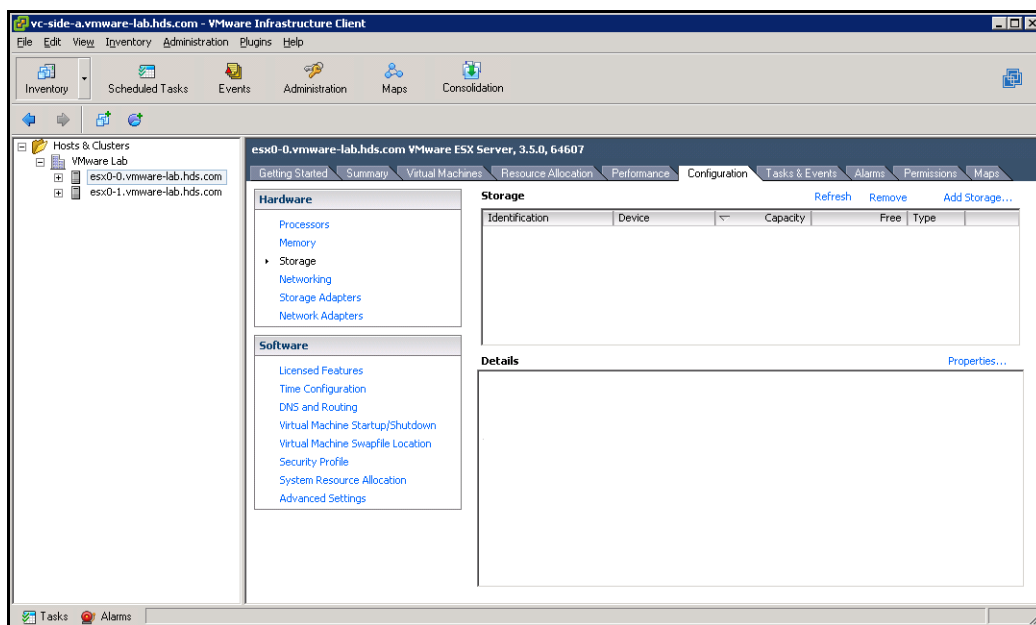 vc-side-a.vmware-lab.hds.com - VMware Infrastructure Client
File Edit View Inventory Administration Plugins Help
Inventory Scheduled Tasks Events Administration Maps Consolidation
Hosts & Clusters
VMware Lab
esx0-0.vmware-lab.hds.com
esx0-1.vmware-lab.hds.com
esx0-0.vmware-lab.hds.com VMware ESX Server, 3.5.0, 64607
Getting Started Summary Virtual Machines Resource Allocation Performance Configuration Tasks & Events Alarms Permissions Maps
Hardware
Processors
Memory
Storage
Networking
Storage Adapters
Network Adapters
Software
Licensed Features
Time Configuration
DNS and Routing
Virtual Machine Startup/Shutdown
Virtual Machine Swapfile Location
Security Profile
System Resource Allocation
Advanced Settings
Storage Refresh Remove Add Storage...
Identification Device Capacity Free Type
Details Properties...
Tasks Alarms